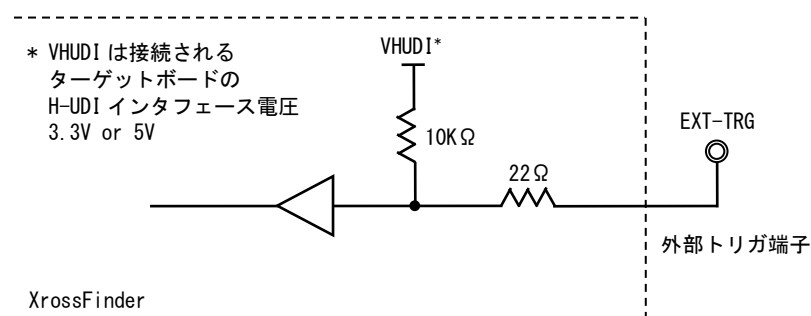 * VHUDI は接続される
ターゲットボードの
H-UDI インタフェース電圧
3.3V or 5V
VHUDI*
10KΩ
22Ω
EXT-TRG
外部トリガ端子
XrossFinder